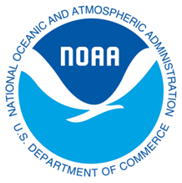 NATIONAL OCEANIC AND ATMOSPHERIC ADMINISTRATION
NOAA
U.S. DEPARTMENT OF COMMERCE